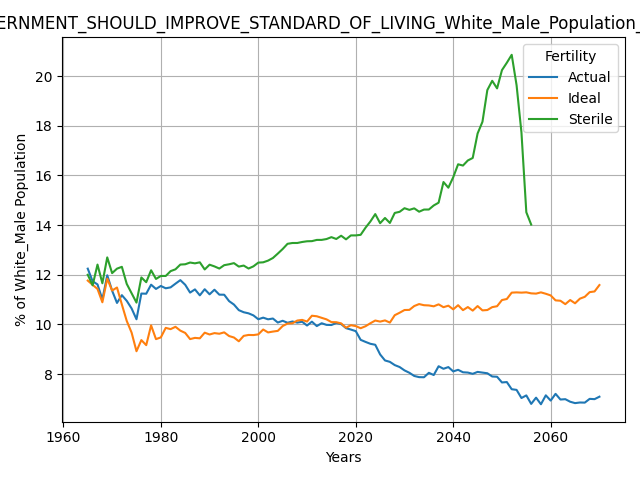 ERNMENT_SHOULD_IMPROVE_STANDARD_OF_LIVING_White_Male_Population_
Fertility
Actual
Ideal
Sterile
% of White_Male Population
20
18
16
14
12
10
8
1960
1980
2000
2020
2040
2060
Years